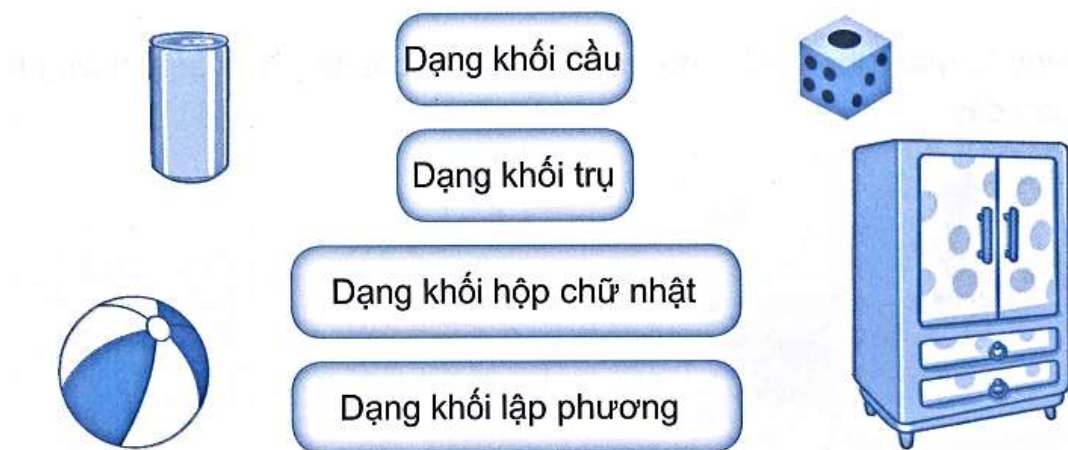 Dạng khối cầu
Dạng khối trụ
Dạng khối hộp chữ nhật
Dạng khối lập phương